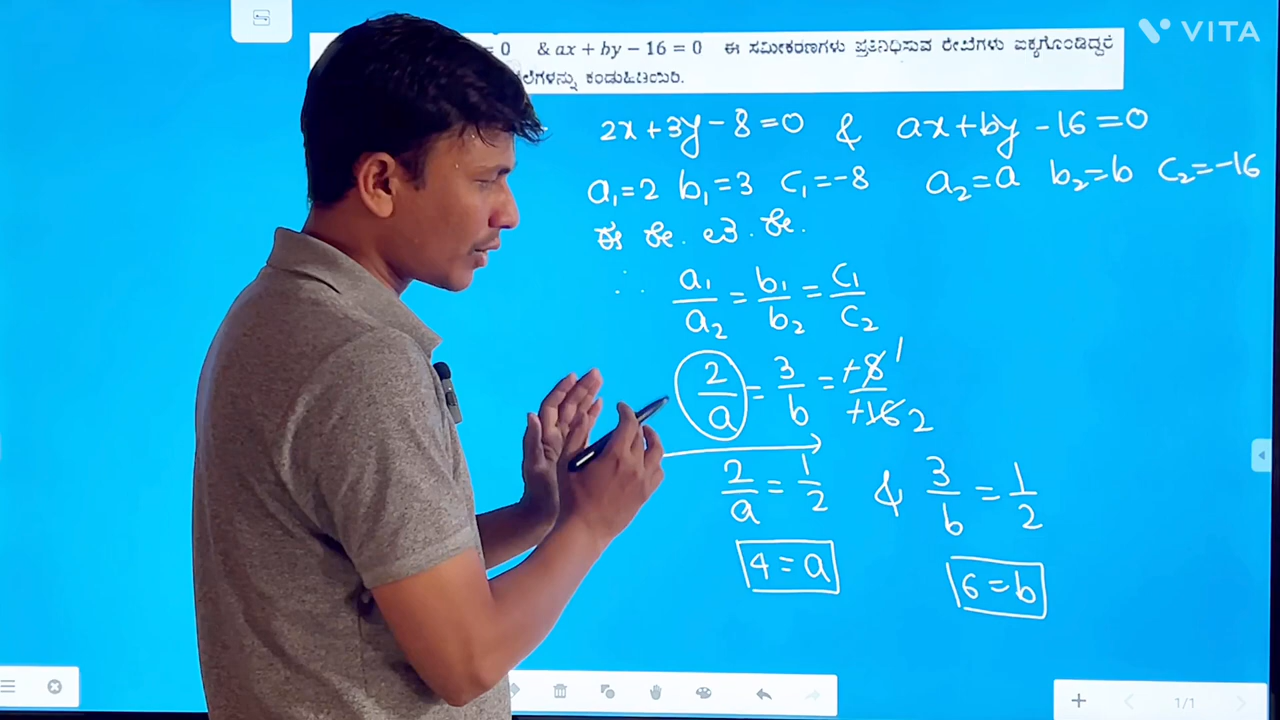 VITA
= 0 & ax + by − 16 = 0 ಈ ಸಮೀಕರಣಗಳು ಪ್ರತಿನಿಧಿಸುವ ರೇಖೆಗಳು ಐಕ್ಯಗೊಂಡಿದ್ದರೆ
ಲೆಗಳನ್ನು ಕಂಡುಹಿಡಿಯಿರಿ.
2x+3y-8=0 & ax+by-16=0
a₁=2 b₁=3 c₁=-8 a₂=a b₂=b c₂=-16
ಈ ರೇ.
∴ a₁/a₂ = b₁/b₂ = c₁/c₂
2/a = 3/b = +8 1/+16 2
2/a = 1/2 & 3/b = 1/2
4=a 6=b
1/1